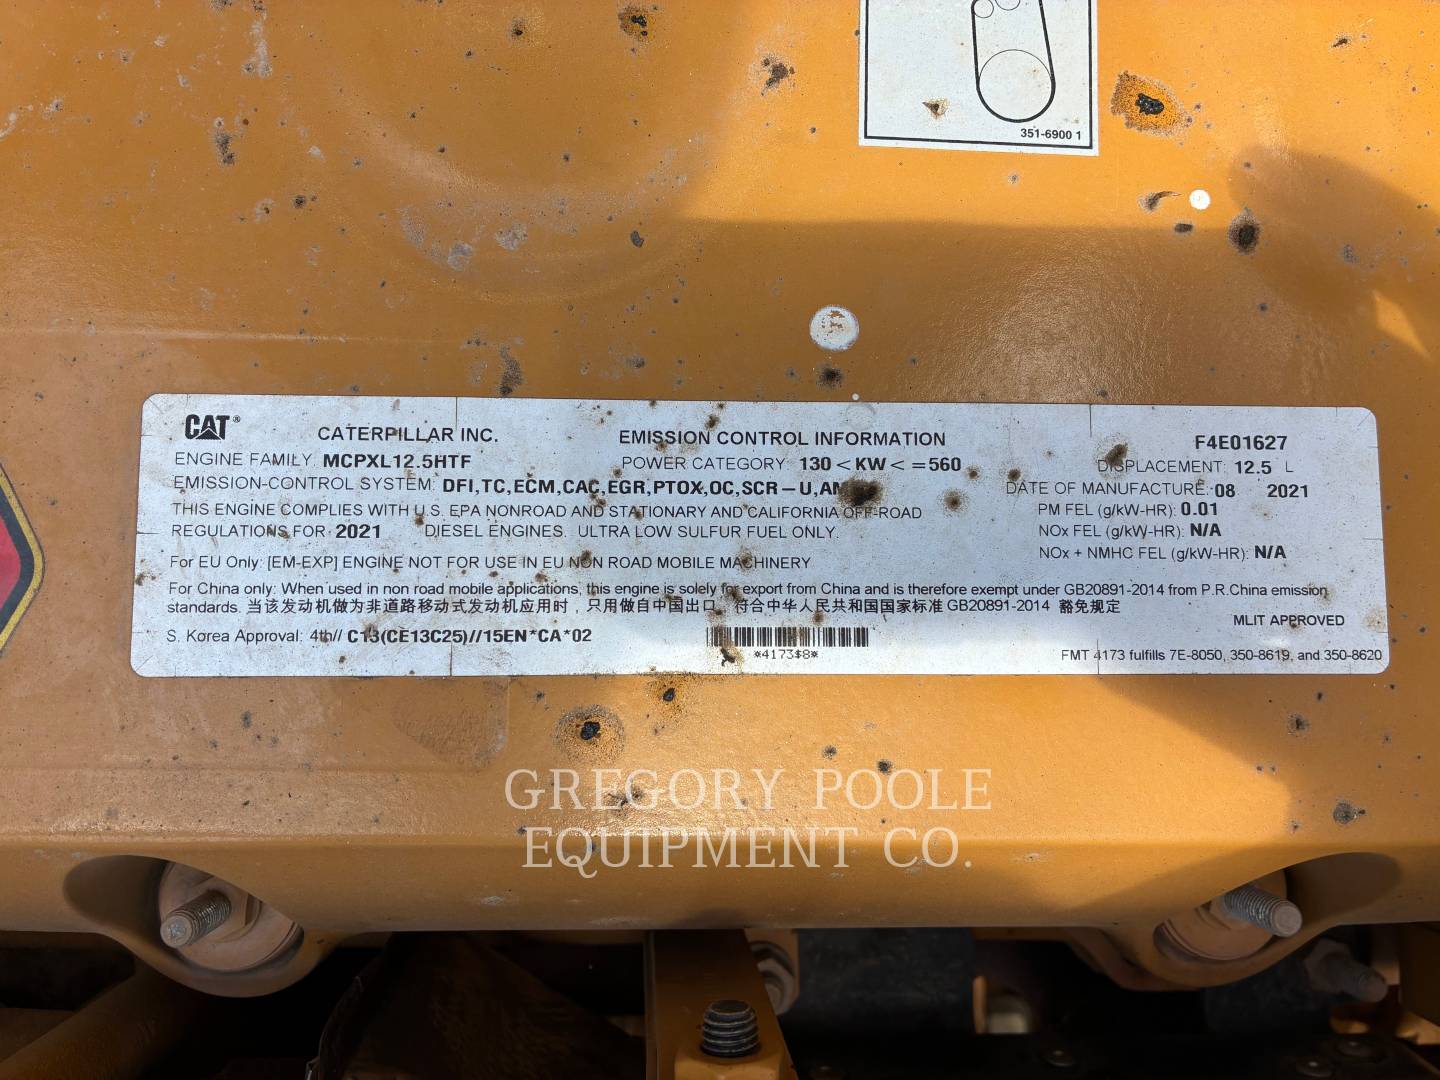 351-6900 1
CAT®
CATERPILLAR INC. EMISSION CONTROL INFORMATION F4E01627
ENGINE FAMILY: MCPXL12.5HTF POWER CATEGORY: 130 < KW < = 560 DISPLACEMENT: 12.5 L
EMISSION-CONTROL SYSTEM: DFI,TC,ECM,CAC,EGR,PTOX,OC,SCR-U, DATE OF MANUFACTURE: 08 2021
THIS ENGINE COMPLIES WITH U.S. EPA NONROAD AND STATIONARY AND CALIFORNIA OFF-ROAD PM FEL (g/kW-HR): 0.01
REGULATIONS FOR 2021 DIESEL ENGINES. ULTRA LOW SULFUR FUEL ONLY. NOx FEL (g/kW-HR): N/A
NOx + NMHC FEL (g/kW-HR): N/A
For EU Only: [EM-EXP] ENGINE NOT FOR USE IN EU NON ROAD MOBILE MACHINERY
For China only: When used in non road mobile applications, this engine is solely for export from China and is therefore exempt under GB20891-2014 from P.R.China emission
standards. 当该发动机做为非道路移动式发动机应用时，只用做自中国出口，符合中华人民共和国国家标准 GB20891-2014 豁免规定
MLIT APPROVED
S. Korea Approval: 4th// C13(CE13C25)//15EN*CA*02
*4173$8*
FMT 4173 fulfills 7E-8050, 350-8619, and 350-8620
GREGORY POOLE
EQUIPMENT CO.